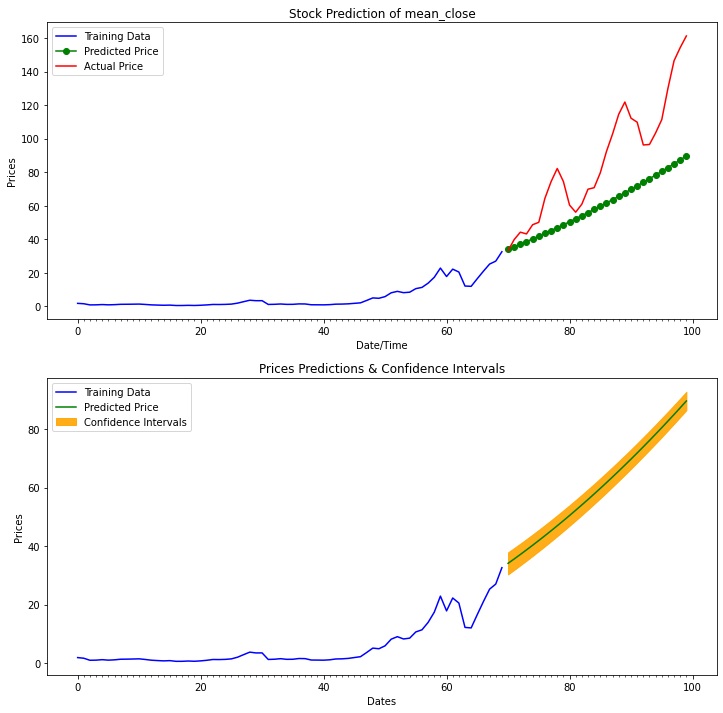 Stock Prediction of mean_close
Training Data
Predicted Price
Actual Price
160
140
120
100
80
60
40
20
0
Prices
0 20 40 60 80 100
Date/Time
Prices Predictions & Confidence Intervals
Training Data
Predicted Price
Confidence Intervals
80
60
40
20
0
Prices
0 20 40 60 80 100
Dates